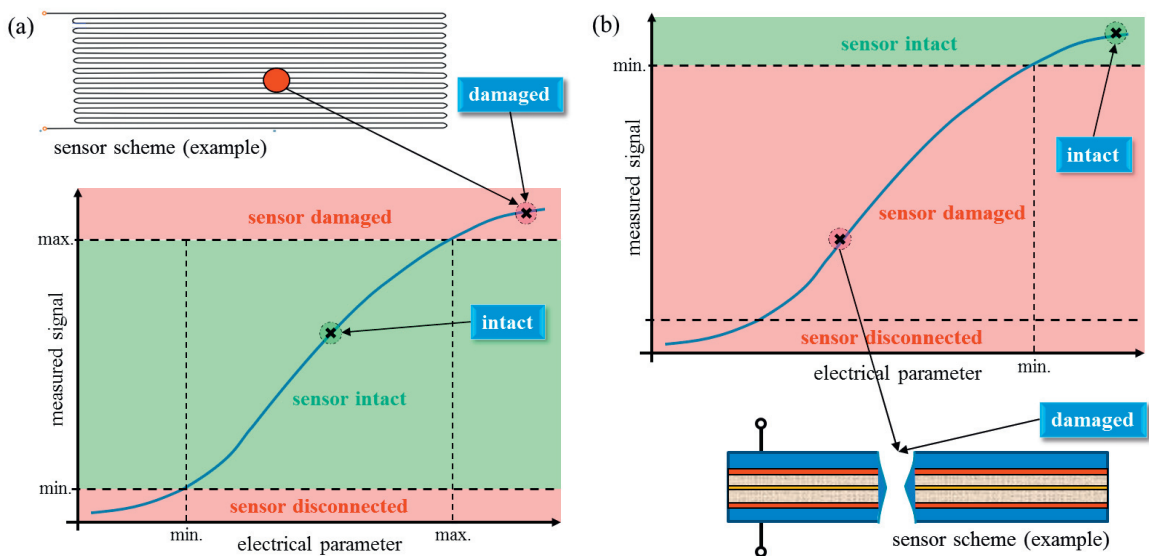 (a)
damaged
sensor scheme (example)
measured signal
sensor damaged
max.
intact
sensor intact
min.
sensor disconnected
min.
max.
electrical parameter
(b)
measured signal
sensor intact
min.
intact
sensor damaged
sensor disconnected
electrical parameter
min.
damaged
sensor scheme (example)